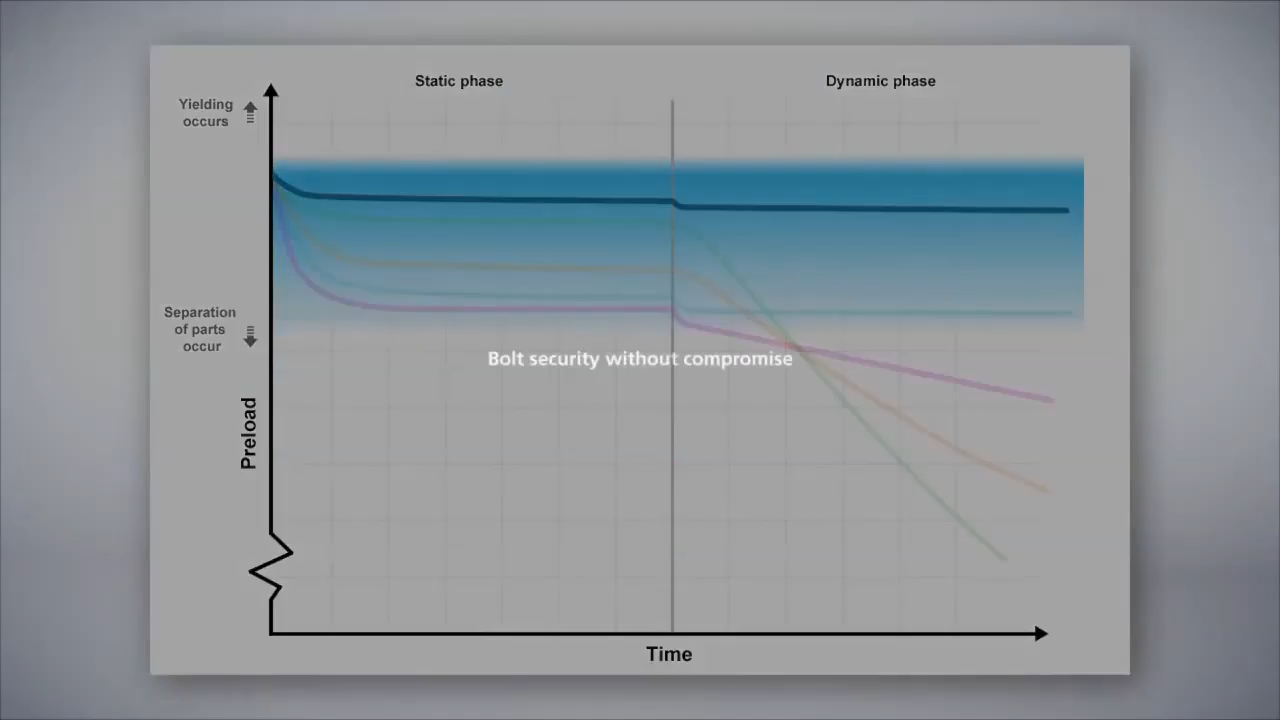 Static phase
Dynamic phase
Yielding
occurs
Separation
of parts
occur
Bolt security without compromise
Preload
Time